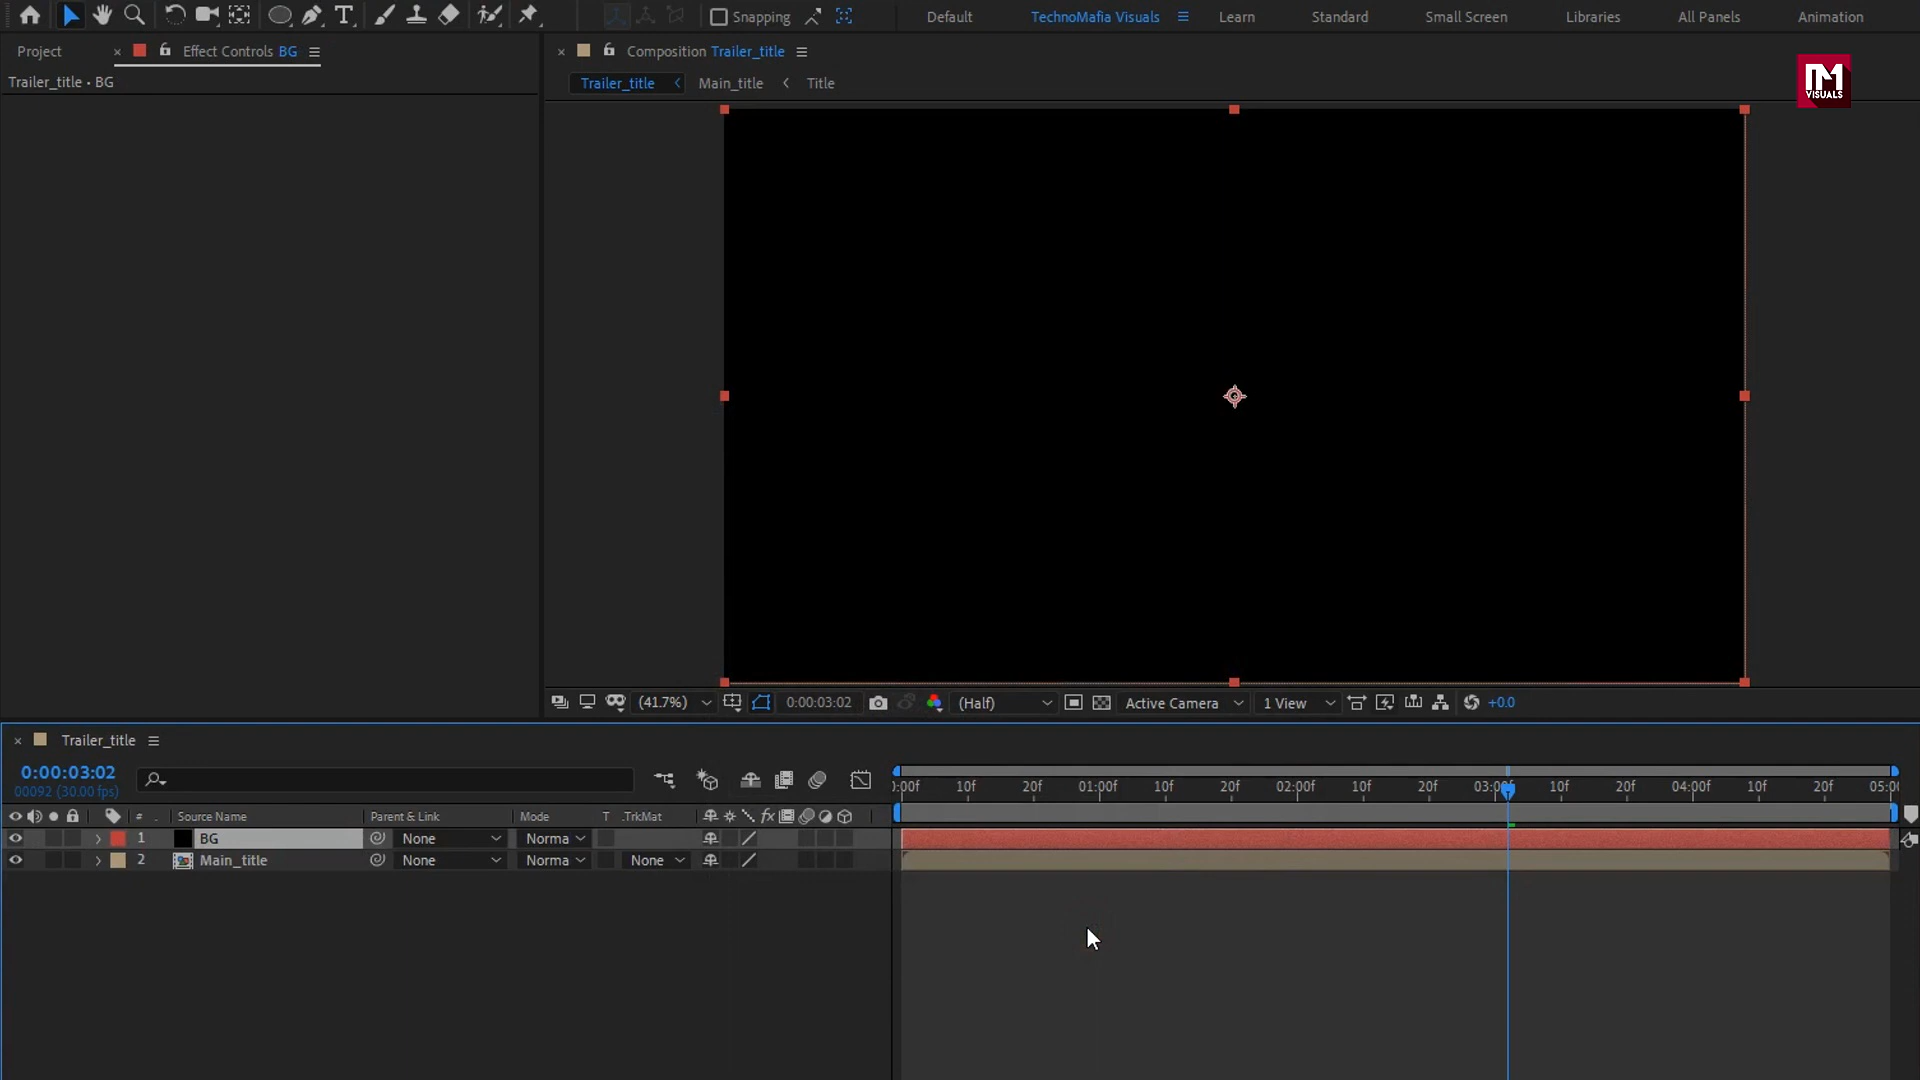 Snapping
Default
TechnoMafia Visuals
Learn
Standard
Small Screen
Libraries
All Panels
Animation
Project
Effect Controls BG
Composition Trailer_title
Trailer_title • BG
Trailer_title
Main_title
Title
VISUALS
(41.7%)
0:00:03:02
(Half)
Active Camera
1 View
+0.0
Trailer_title
0:00:03:02
00092 (30.00 fps)
):00f 10f 20f 01:00f 10f 20f 02:00f 10f 20f 03:0 10f 20f 04:00f 10f 20f 05:00
# . Source Name Parent & Link Mode T .TrkMat fx
1 BG None Norma
2 Main_title None Norma None